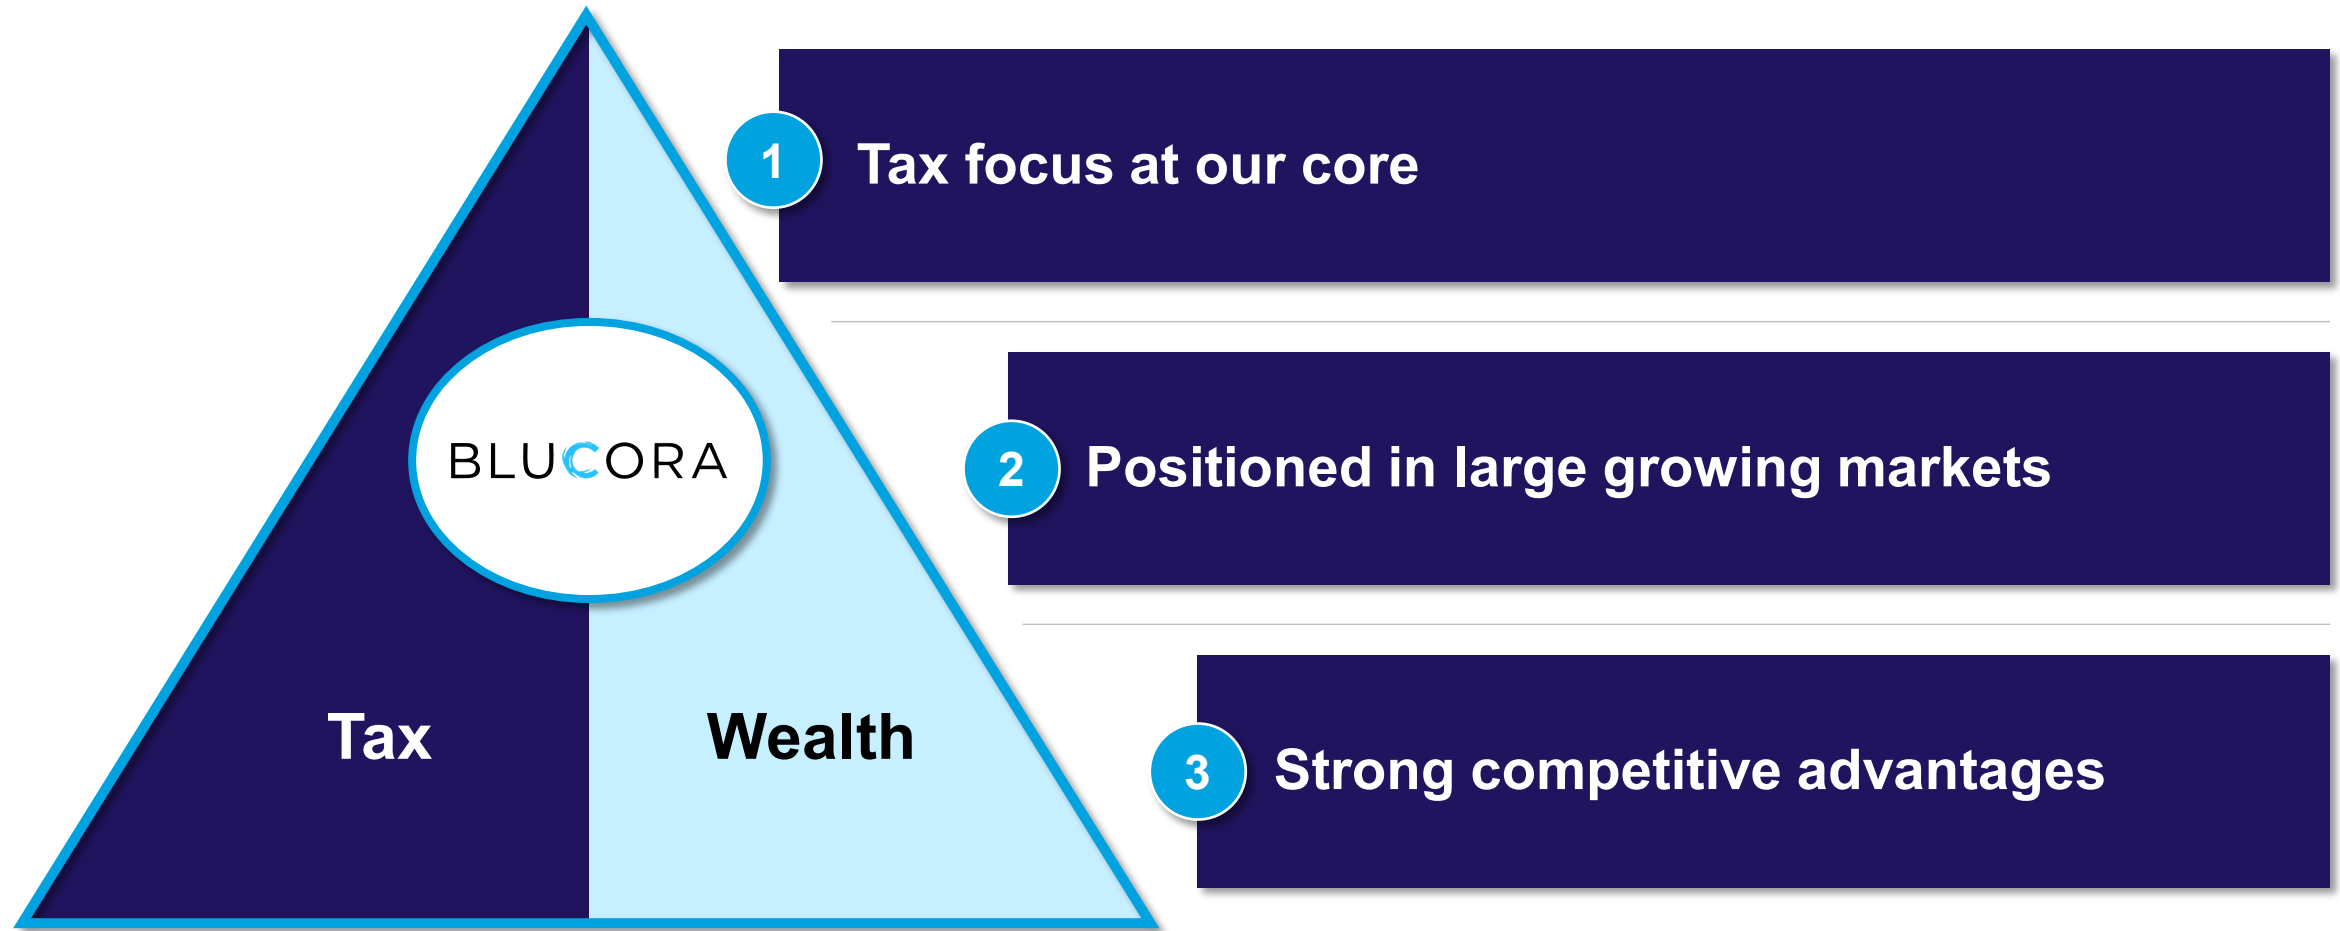 BLUCORA
Tax
Wealth
1
Tax focus at our core
2
Positioned in large growing markets
3
Strong competitive advantages